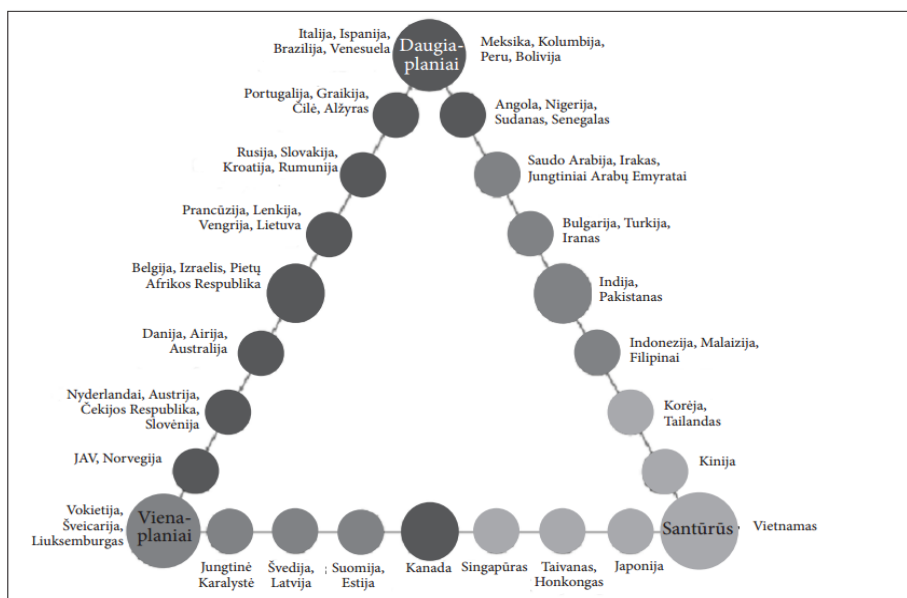 Italija, Ispanija,
Brazilija, Venesuela
Daugia-
planiai
Meksika, Kolumbija,
Peru, Bolivija
Portugalija, Graikija,
Čilė, Alžyras
Angola, Nigerija,
Sudanas, Senegalas
Rusija, Slovakija,
Kroatija, Rumunija
Saudo Arabija, Irakas,
Jungtiniai Arabų Emyratai
Prancūzija, Lenkija,
Vengrija, Lietuva
Bulgarija, Turkija,
Iranas
Belgija, Izraelis, Pietų
Afrikos Respublika
Indija,
Pakistanas
Danija, Airija,
Australija
Indonezija, Malaizija,
Filipinai
Nyderlandai, Austrija,
Čekijos Respublika,
Slovėnija
Korėja,
Tailandas
JAV, Norvegija
Kinija
Vokietija,
Šveicarija,
Liuksemburgas
Viena-
planiai
Santūrūs
Vietnamas
Jungtinė
Karalystė
Švedija,
Latvija
Suomija,
Estija
Kanada
Singapūras
Taivanas,
Honkongas
Japonija